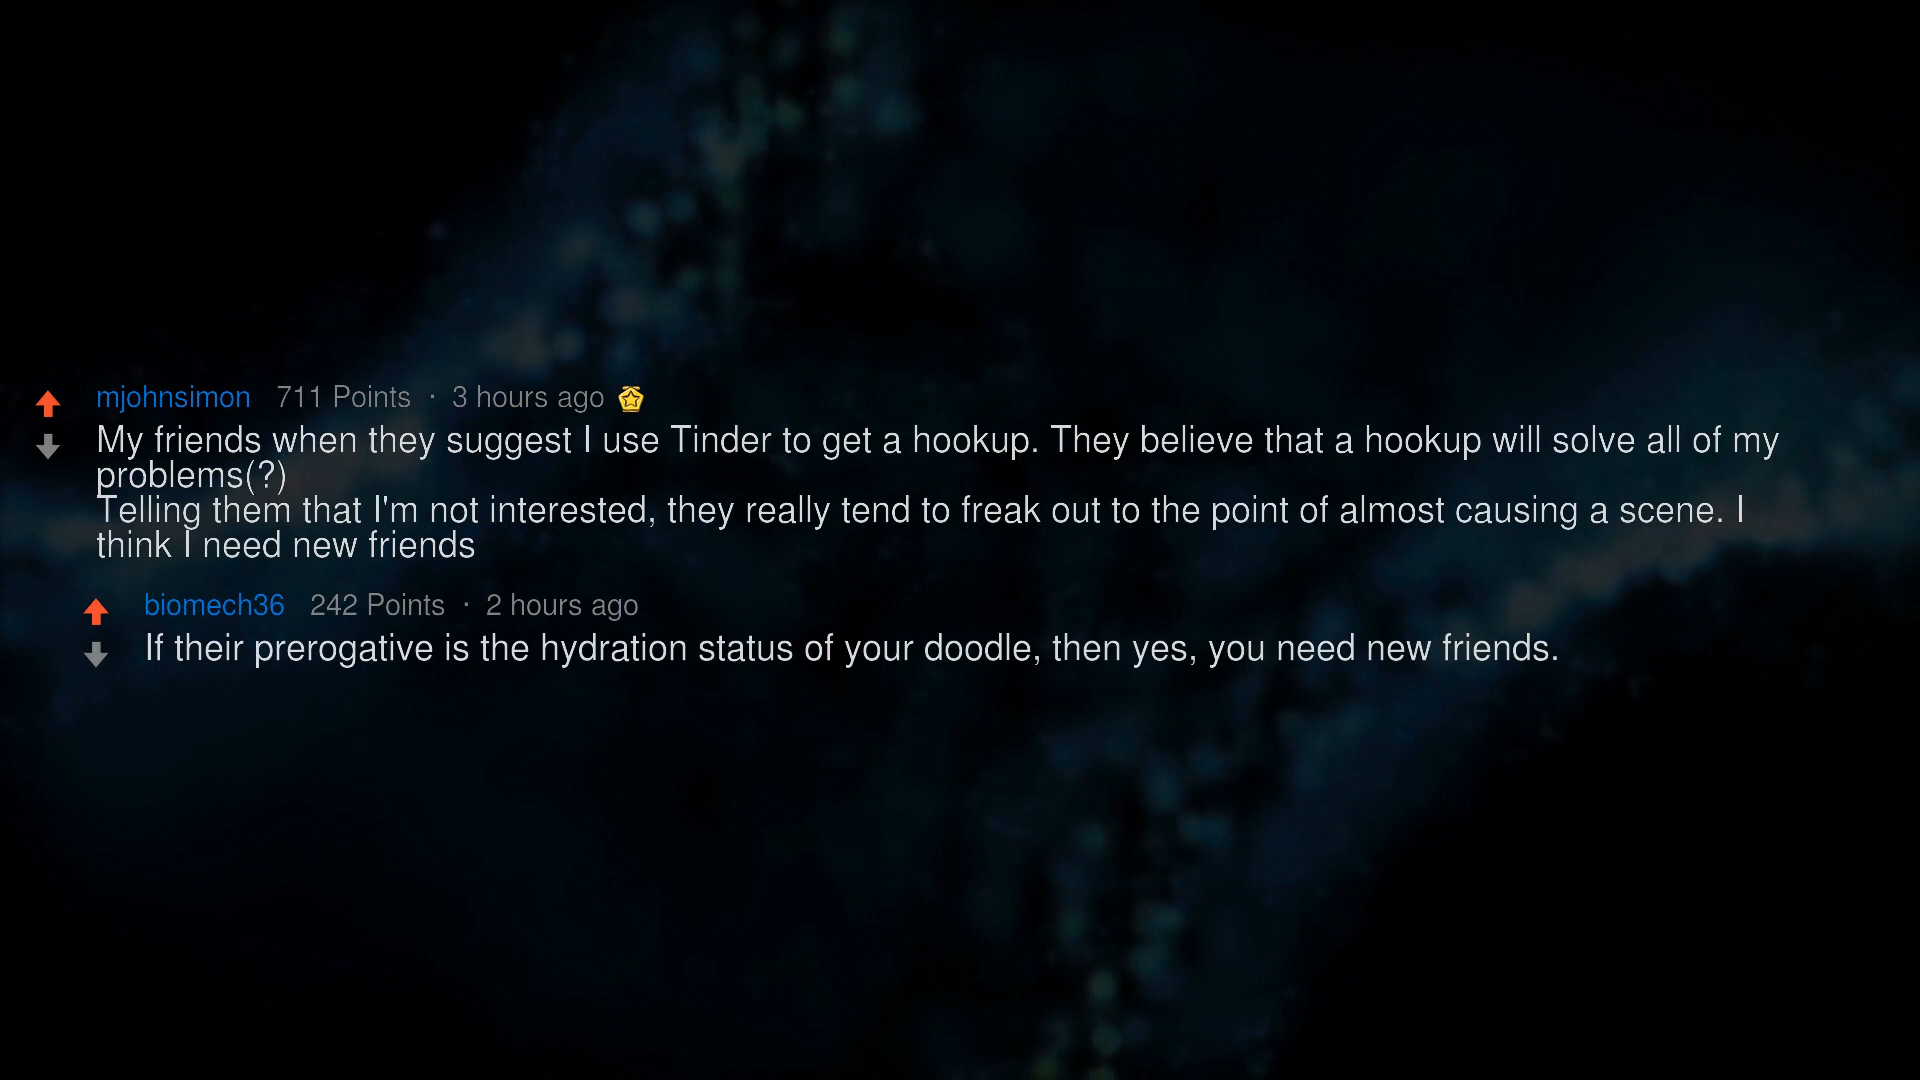 mjohnsimon 711 Points · 3 hours ago
My friends when they suggest I use Tinder to get a hookup. They believe that a hookup will solve all of my
problems(?)
Telling them that I'm not interested, they really tend to freak out to the point of almost causing a scene. I
think I need new friends
biomech36 242 Points · 2 hours ago
If their prerogative is the hydration status of your doodle, then yes, you need new friends.